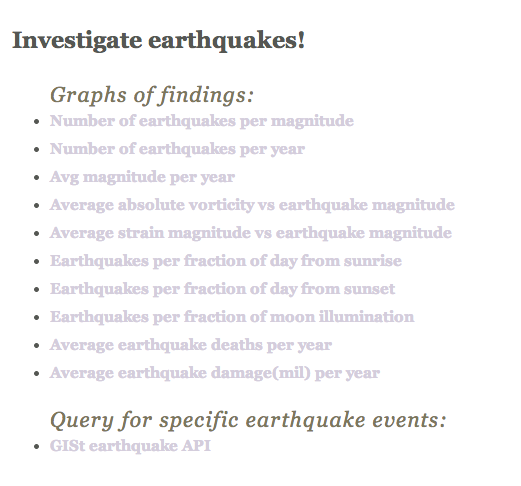 Investigate earthquakes!
Graphs of findings:
Number of earthquakes per magnitude
Number of earthquakes per year
Avg magnitude per year
Average absolute vorticity vs earthquake magnitude
Average strain magnitude vs earthquake magnitude
Earthquakes per fraction of day from sunrise
Earthquakes per fraction of day from sunset
Earthquakes per fraction of moon illumination
Average earthquake deaths per year
Average earthquake damage(mil) per year
Query for specific earthquake events:
GISt earthquake API